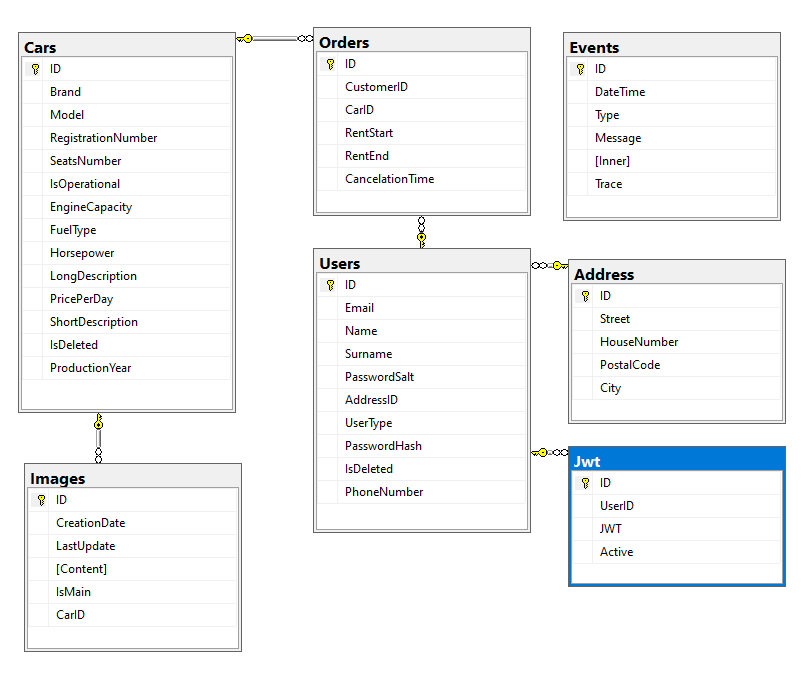 Cars
ID
Brand
Model
RegistrationNumber
SeatsNumber
IsOperational
EngineCapacity
FuelType
Horsepower
LongDescription
PricePerDay
ShortDescription
IsDeleted
ProductionYear
Orders
ID
CustomerID
CarID
RentStart
RentEnd
CancelationTime
Events
ID
DateTime
Type
Message
[Inner]
Trace
Users
ID
Email
Name
Surname
PasswordSalt
AddressID
UserType
PasswordHash
IsDeleted
PhoneNumber
Address
ID
Street
HouseNumber
PostalCode
City
Images
ID
CreationDate
LastUpdate
[Content]
IsMain
CarID
Jwt
ID
UserID
JWT
Active